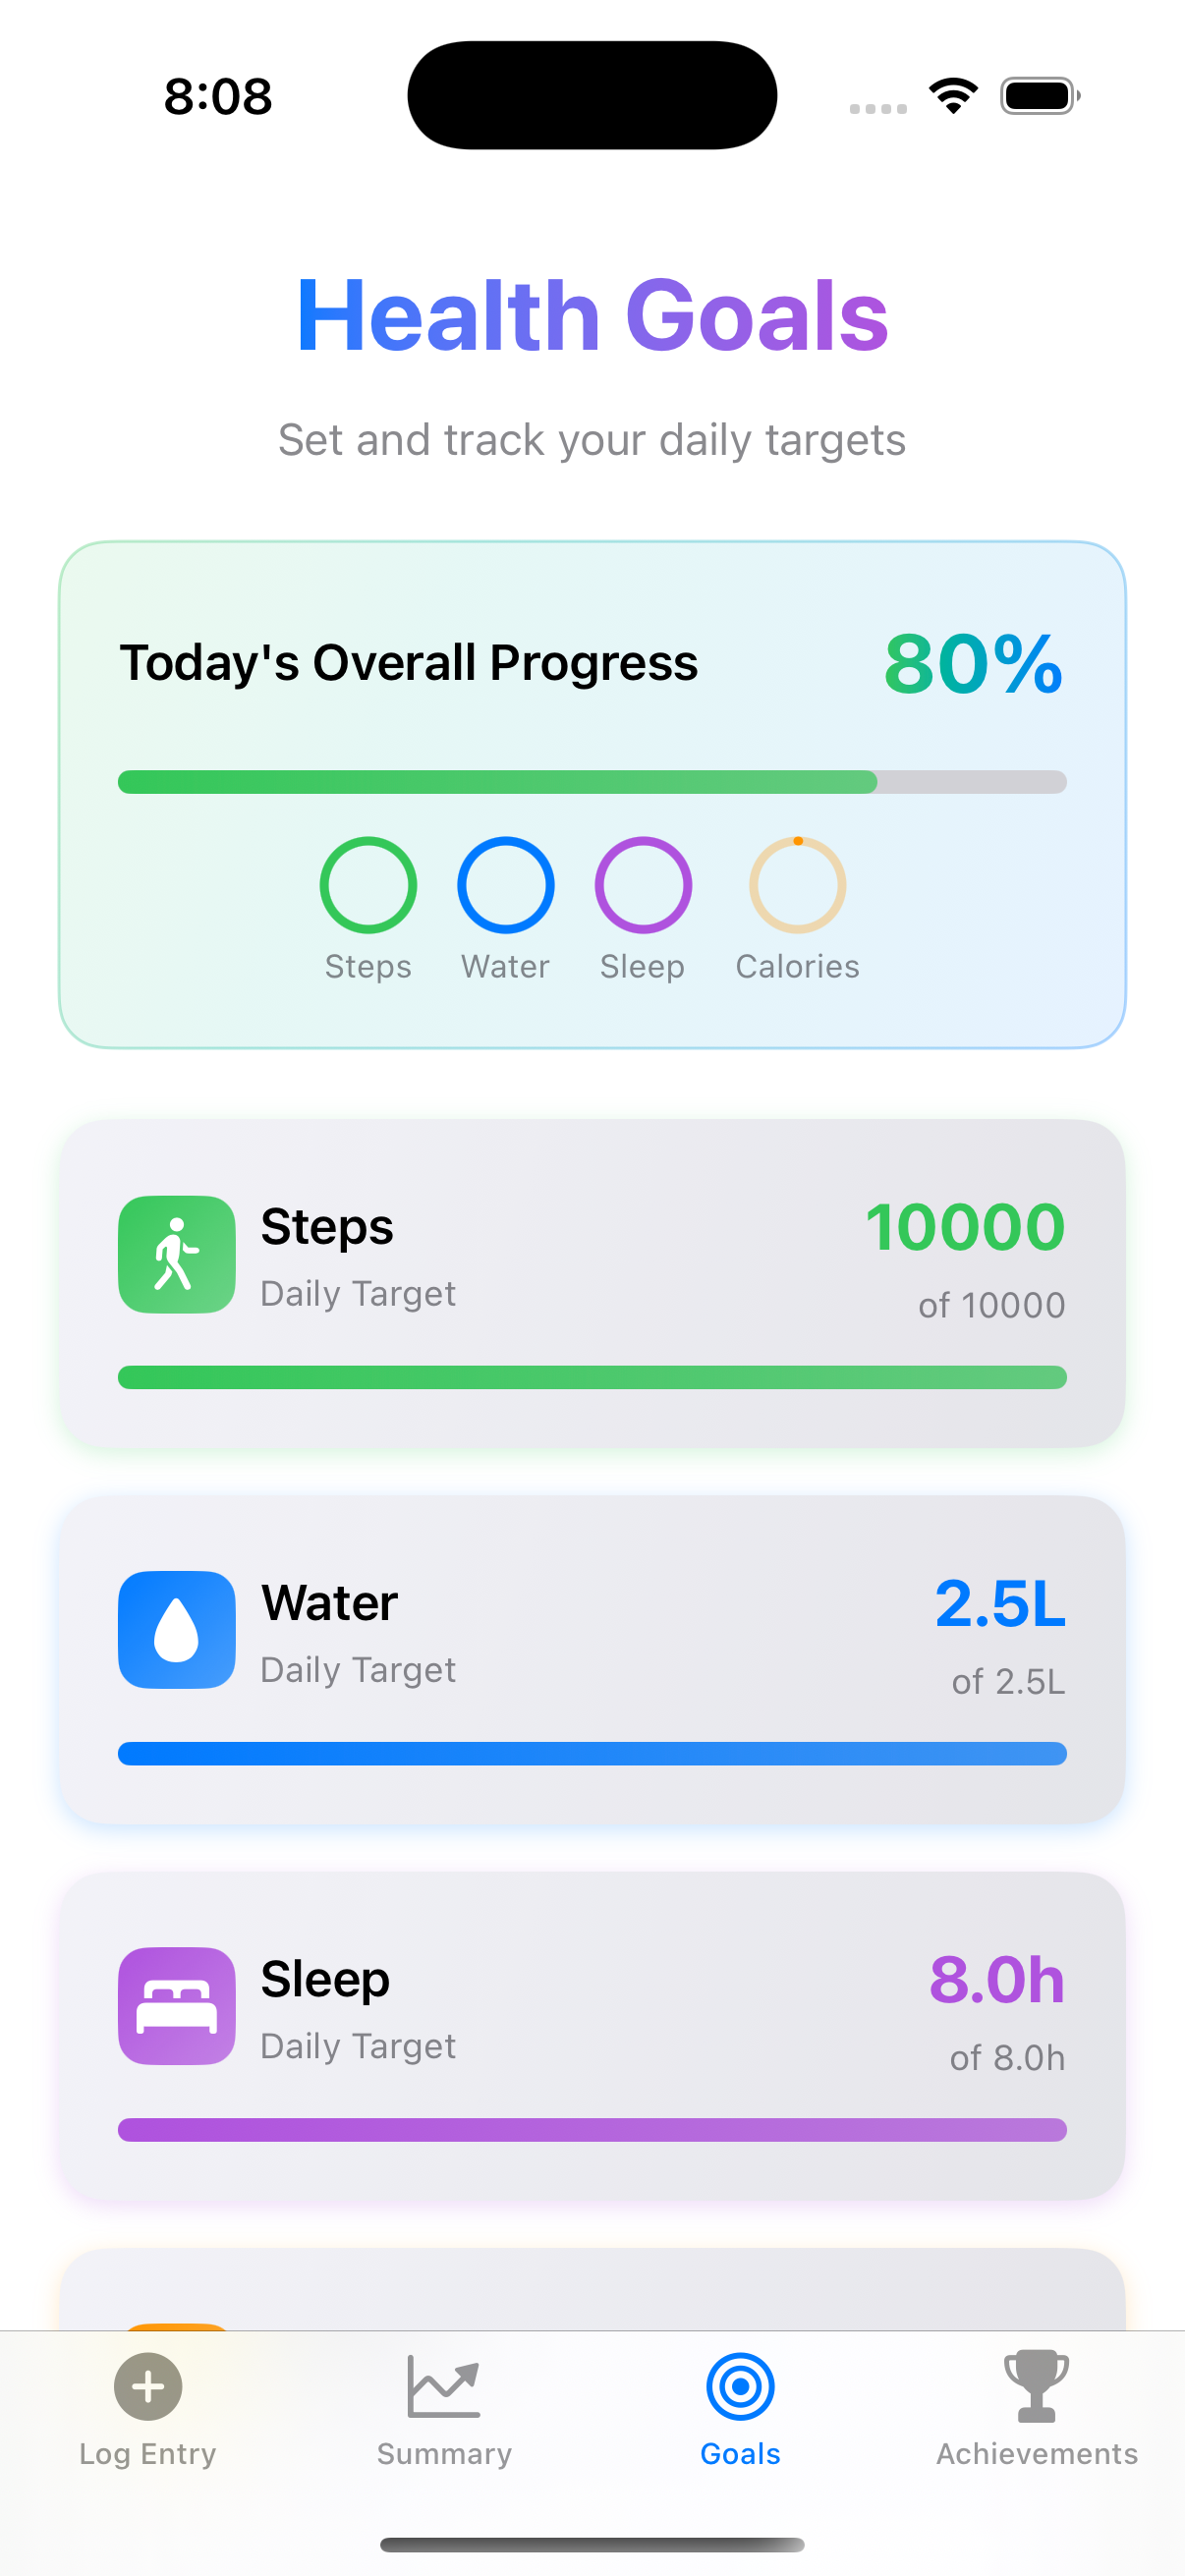 8:08
Health Goals
Set and track your daily targets
Today's Overall Progress
80%
Steps
Water
Sleep
Calories
Steps
10000
Daily Target
of 10000
Water
2.5L
Daily Target
of 2.5L
Sleep
8.0h
Daily Target
of 8.0h
Log Entry
Summary
Goals
Achievements